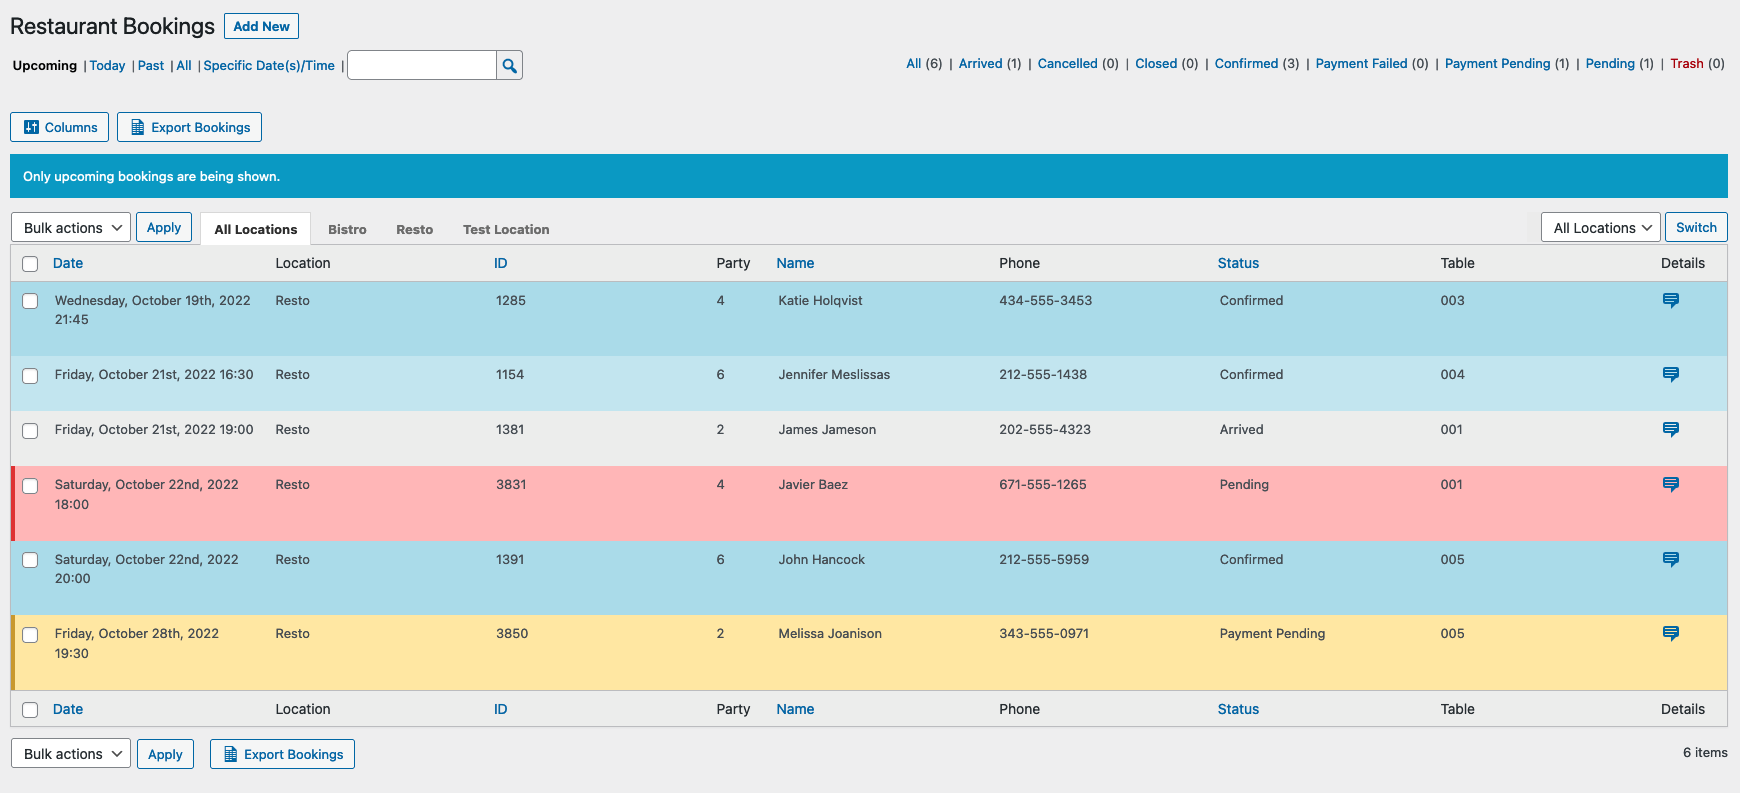 Restaurant Bookings Add New
Upcoming | Today | Past | All | Specific Date(s)/Time |
All (6) | Arrived (1) | Cancelled (0) | Closed (0) | Confirmed (3) | Payment Failed (0) | Payment Pending (1) | Pending (1) | Trash (0)
Columns Export Bookings
Only upcoming bookings are being shown.
Bulk actions Apply All Locations Bistro Resto Test Location All Locations Switch
Date Location ID Party Name Phone Status Table Details
Wednesday, October 19th, 2022 Resto 1285 4 Katie Holqvist 434-555-3453 Confirmed 003
21:45
Friday, October 21st, 2022 16:30 Resto 1154 6 Jennifer Meslissas 212-555-1438 Confirmed 004
Friday, October 21st, 2022 19:00 Resto 1381 2 James Jameson 202-555-4323 Arrived 001
Saturday, October 22nd, 2022 Resto 3831 4 Javier Baez 671-555-1265 Pending 001
18:00
Saturday, October 22nd, 2022 Resto 1391 6 John Hancock 212-555-5959 Confirmed 005
20:00
Friday, October 28th, 2022 Resto 3850 2 Melissa Joanison 343-555-0971 Payment Pending 005
19:30
Date Location ID Party Name Phone Status Table Details
Bulk actions Apply Export Bookings 6 items